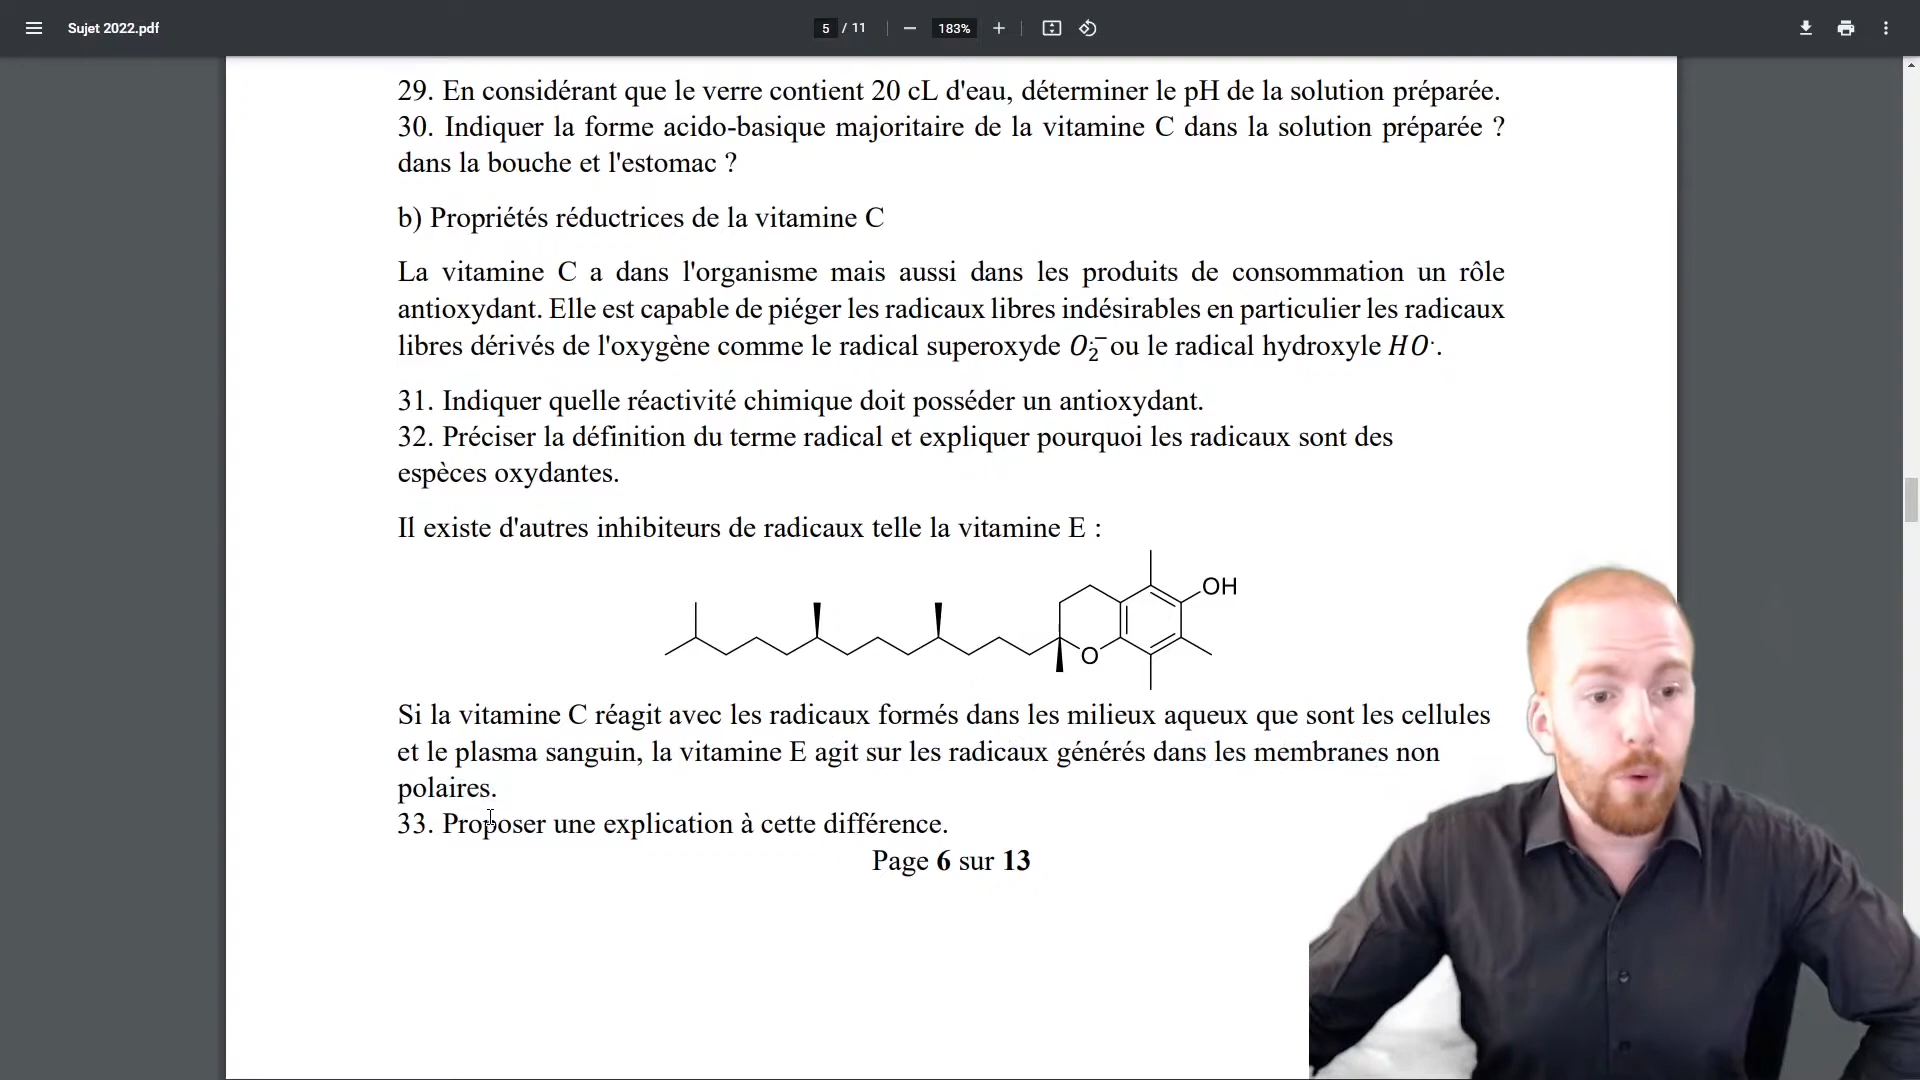 Sujet 2022.pdf
5 / 11
183%
29. En considérant que le verre contient 20 cL d'eau, déterminer le pH de la solution préparée.
30. Indiquer la forme acido-basique majoritaire de la vitamine C dans la solution préparée ?
dans la bouche et l'estomac ?
b) Propriétés réductrices de la vitamine C
La vitamine C a dans l'organisme mais aussi dans les produits de consommation un rôle
antioxydant. Elle est capable de piéger les radicaux libres indésirables en particulier les radicaux
libres dérivés de l'oxygène comme le radical superoxyde O₂·⁻ ou le radical hydroxyle HO·.
31. Indiquer quelle réactivité chimique doit posséder un antioxydant.
32. Préciser la définition du terme radical et expliquer pourquoi les radicaux sont des
espèces oxydantes.
Il existe d'autres inhibiteurs de radicaux telle la vitamine E :
OH
O
Si la vitamine C réagit avec les radicaux formés dans les milieux aqueux que sont les cellules
et le plasma sanguin, la vitamine E agit sur les radicaux générés dans les membranes non
polaires.
33. Proposer une explication à cette différence.
Page 6 sur 13